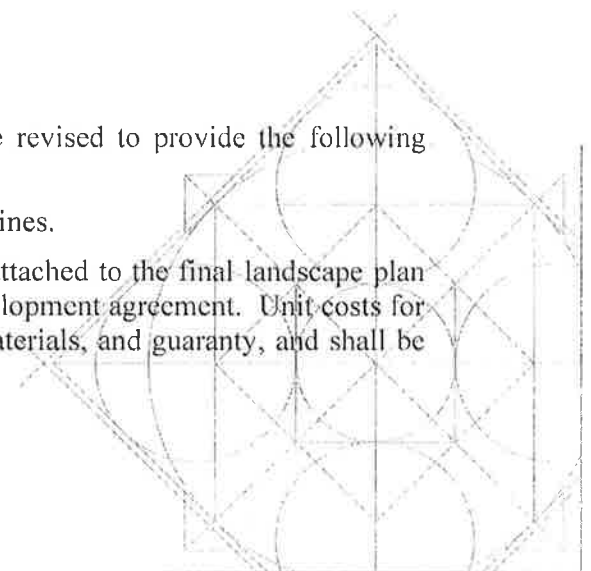 revised to provide the following
ines.
ttached to the final landscape plan
lopment agreement. Unit costs for
aterials, and guaranty, and shall be